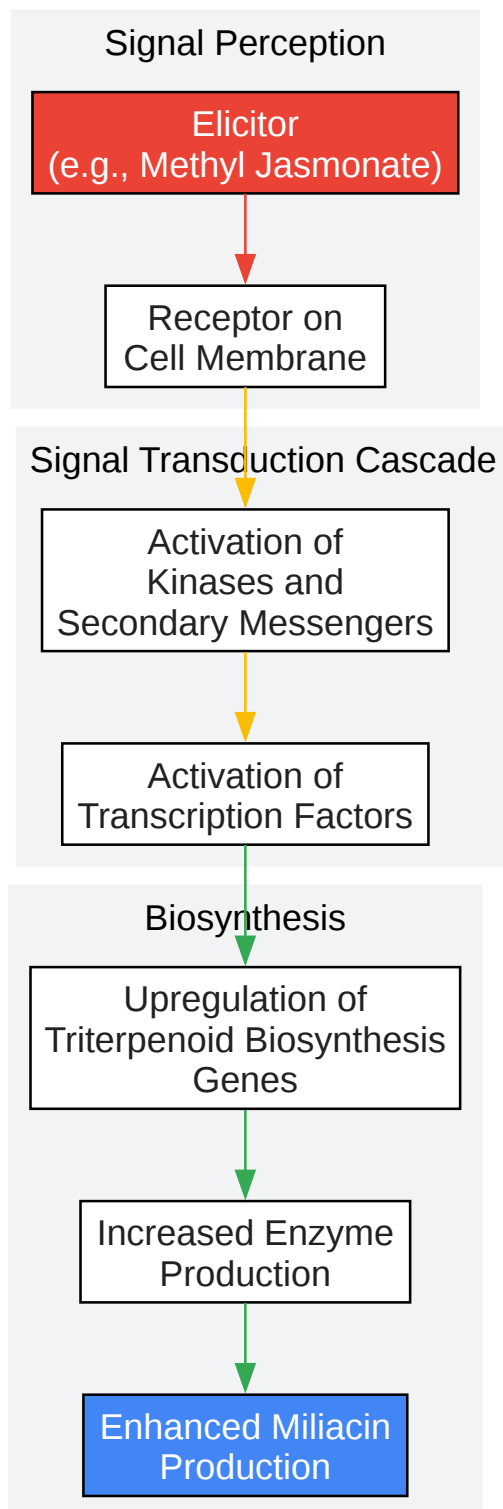 Signal Perception
Elicitor
(e.g., Methyl Jasmonate)
Receptor on
Cell Membrane
Signal Transduction Cascade
Activation of
Kinases and
Secondary Messengers
Activation of
Transcription Factors
Biosynthesis
Upregulation of
Triterpenoid Biosynthesis
Genes
Increased Enzyme
Production
Enhanced Miliacin
Production